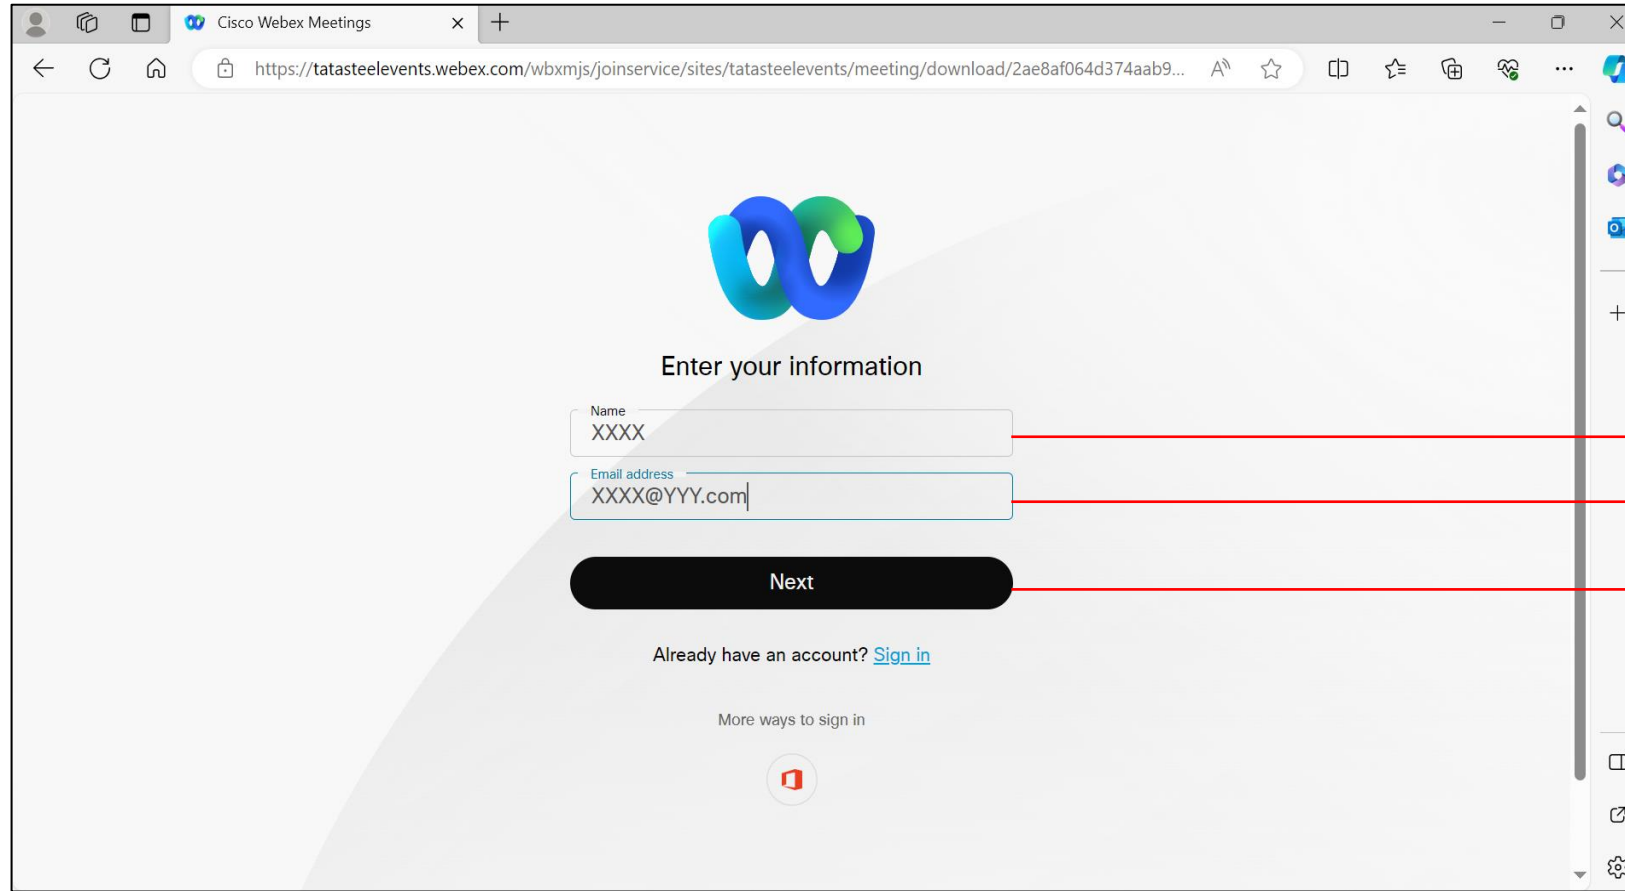 Cisco Webex Meetings
https://tatasteelevents.webex.com/wbxmjs/joinservice/sites/tatasteelevents/meeting/download/2ae8af064d374aab9...
Enter your information
Name
XXXX
Email address
XXXX@YYY.com
Next
Already have an account? Sign in
More ways to sign in